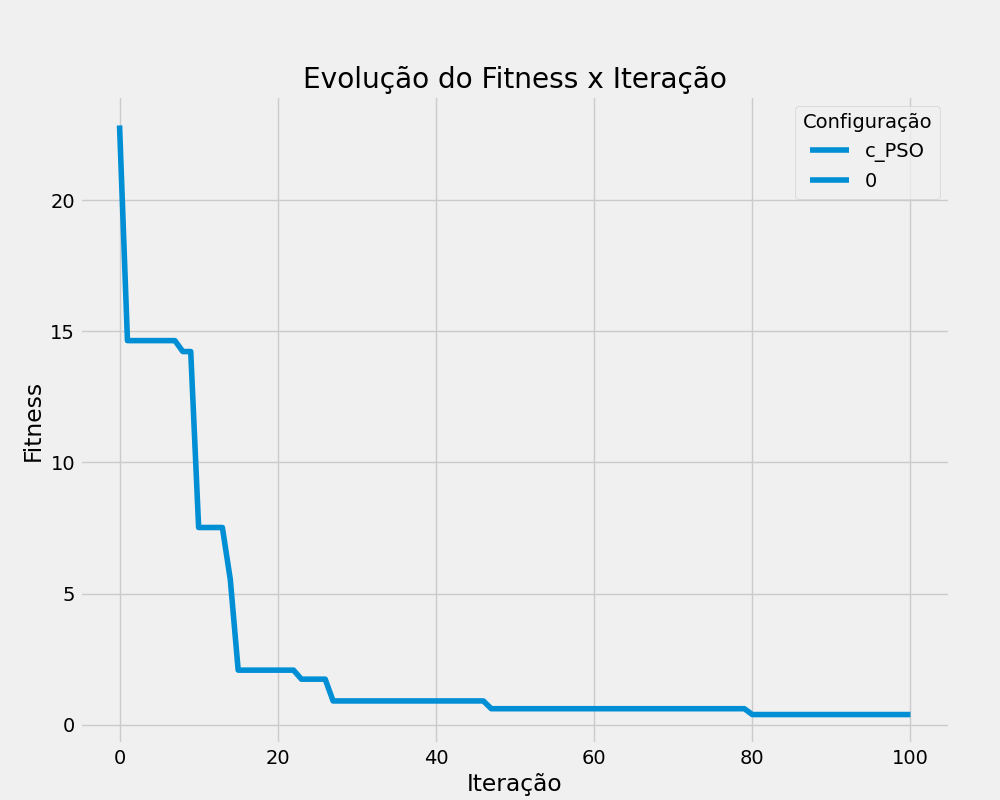 Evolução do Fitness x Iteração
Configuração
c_PSO
0
Fitness
20
15
10
5
0
0 20 40 60 80 100
Iteração